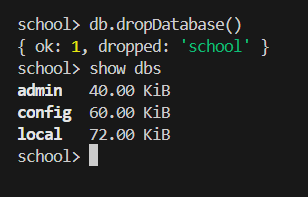 school> db.dropDatabase()
{ ok: 1, dropped: 'school' }
school> show dbs
admin   40.00 KiB
config  60.00 KiB
local   72.00 KiB
school>